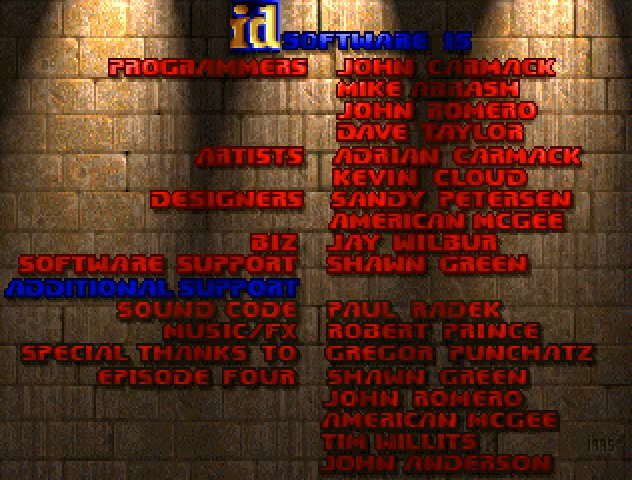 id SOFTWARE IS
PROGRAMMERS JOHN CARMACK
MIKE ABRASH
JOHN ROMERO
DAVE TAYLOR
ARTISTS ADRIAN CARMACK
KEVIN CLOUD
DESIGNERS SANDY PETERSEN
AMERICAN MCGEE
BIZ JAY WILBUR
SOFTWARE SUPPORT SHAWN GREEN
ADDITIONAL SUPPORT
SOUND CODE PAUL RADEK
MUSIC/FX ROBERT PRINCE
SPECIAL THANKS TO GREGOR PUNCHATZ
EPISODE FOUR SHAWN GREEN
JOHN ROMERO
AMERICAN MCGEE
TIM WILLITS
JOHN ANDERSON
1995